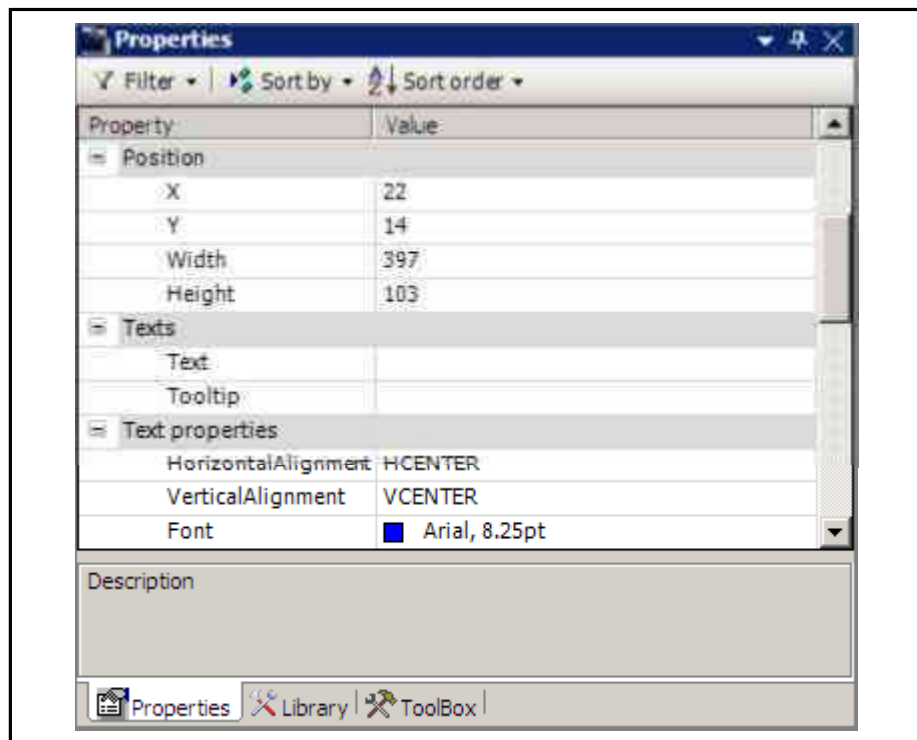 Properties
Filter Sort by Sort order
Property Value
Position
X 22
Y 14
Width 397
Height 103
Texts
Text
Tooltip
Text properties
HorizontalAlignment HCENTER
VerticalAlignment VCENTER
Font Arial, 8.25pt
Description
Properties Library ToolBox